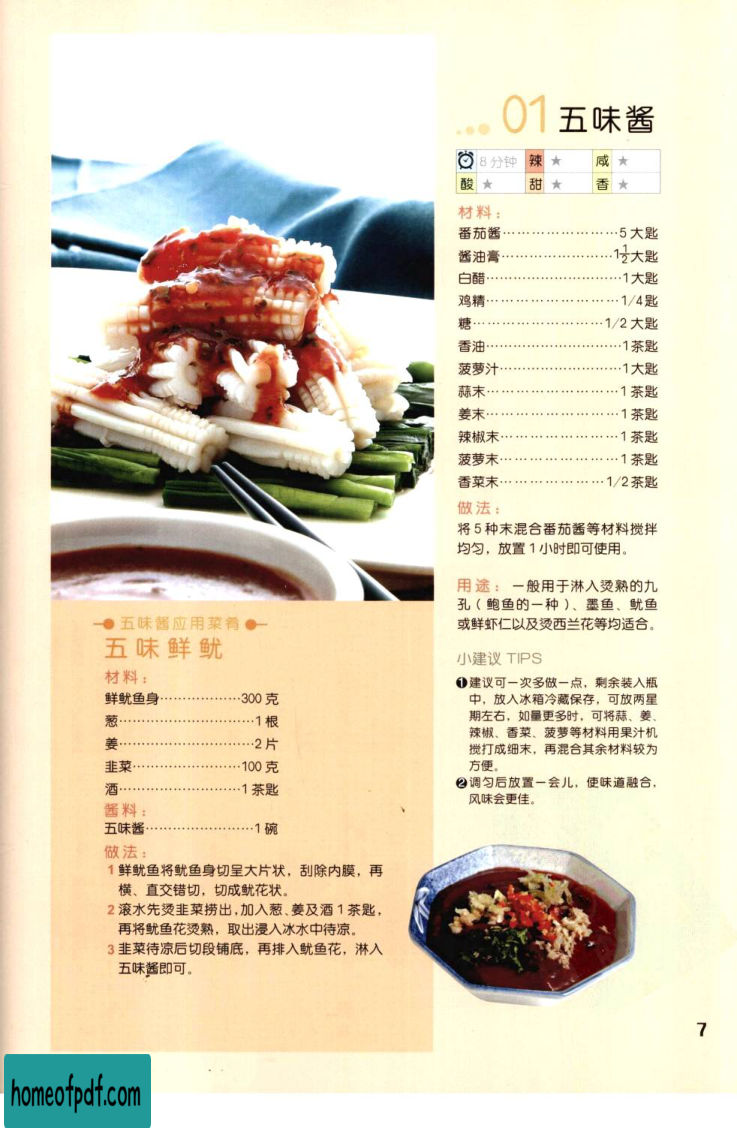 01 五味酱
8分钟 辣 ★ 咸 ★
酸 ★ 甜 ★ 香 ★
材料：
番茄酱……………………5大匙
酱油膏……………………1½大匙
白醋………………………1大匙
鸡精………………………1/4匙
糖………………………1/2大匙
香油………………………1茶匙
菠萝汁……………………1大匙
蒜末………………………1茶匙
姜末………………………1茶匙
辣椒末……………………1茶匙
菠萝末……………………1茶匙
香菜末…………………1/2茶匙
做法：
将5种末混合番茄酱等材料搅拌
均匀，放置1小时即可使用。
用途：一般用于淋入烫熟的九
孔（鲍鱼的一种）、墨鱼、鱿鱼
或鲜虾仁以及烫西兰花等均适合。
小建议 TIPS
❶建议可一次多做一点，剩余装入瓶
中，放入冰箱冷藏保存，可放两星
期左右，如量更多时，可将蒜、姜、
辣椒、香菜、菠萝等材料用果汁机
搅打成细末，再混合其余材料较为
方便。
❷调匀后放置一会儿，使味道融合，
风味会更佳。
五味酱应用菜肴
五味鲜鱿
材料：
鲜鱿鱼身………………300克
葱………………………1根
姜………………………2片
韭菜…………………100克
酒……………………1茶匙
酱料：
五味酱…………………1碗
做法：
1 鲜鱿鱼将鱿鱼身切呈大片状，刮除内膜，再
横、直交错切，切成鱿花状。
2 滚水先烫韭菜捞出，加入葱、姜及酒1茶匙，
再将鱿鱼花烫熟，取出浸入冰水中待凉。
3 韭菜待凉后切段铺底，再排入鱿鱼花，淋入
五味酱即可。
7
homeofpdf.com